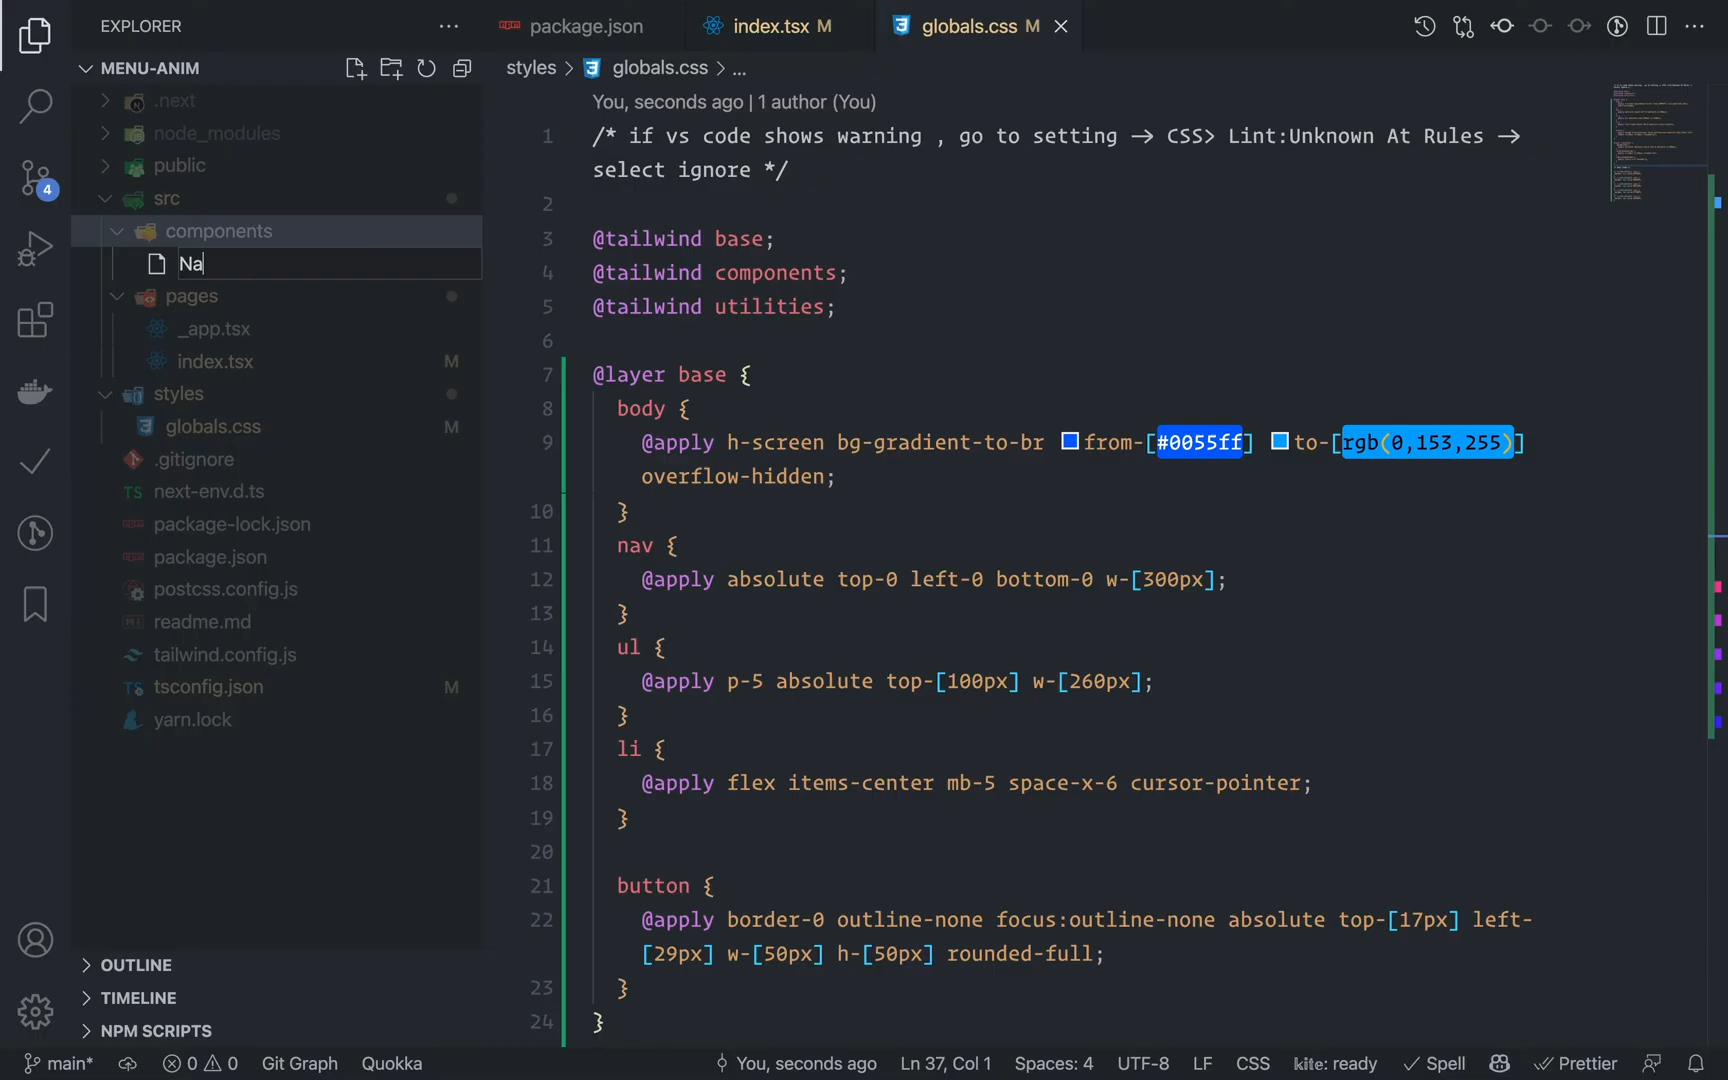 EXPLORER
package.json
index.tsx M
globals.css M
MENU-ANIM
styles > globals.css > ...
.next
node_modules
public
src
components
Na
pages
_app.tsx
index.tsx M
styles
globals.css M
.gitignore
TS next-env.d.ts
package-lock.json
package.json
postcss.config.js
readme.md
tailwind.config.js
TS tsconfig.json M
yarn.lock
4
OUTLINE
TIMELINE
NPM SCRIPTS
You, seconds ago | 1 author (You)
1 /* if vs code shows warning , go to setting → CSS> Lint:Unknown At Rules →
select ignore */
2
3 @tailwind base;
4 @tailwind components;
5 @tailwind utilities;
6
7 @layer base {
8 body {
9 @apply h-screen bg-gradient-to-br from-[#0055ff] to-[rgb(0,153,255)]
overflow-hidden;
10 }
11 nav {
12 @apply absolute top-0 left-0 bottom-0 w-[300px];
13 }
14 ul {
15 @apply p-5 absolute top-[100px] w-[260px];
16 }
17 li {
18 @apply flex items-center mb-5 space-x-6 cursor-pointer;
19 }
20
21 button {
22 @apply border-0 outline-none focus:outline-none absolute top-[17px] left-
[29px] w-[50px] h-[50px] rounded-full;
23 }
24 }
main* 0 0 Git Graph Quokka You, seconds ago Ln 37, Col 1 Spaces: 4 UTF-8 LF CSS kite: ready Spell Prettier